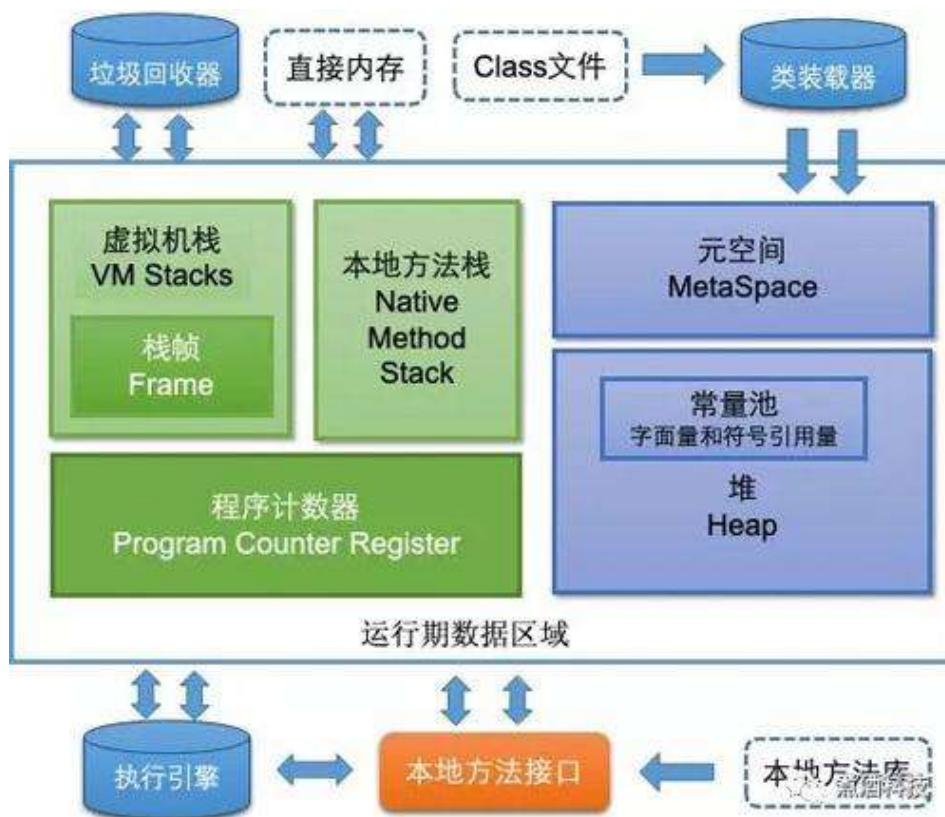 垃圾回收器
直接内存
Class文件
类装载器
虚拟机栈
VM Stacks
栈帧
Frame
本地方法栈
Native
Method
Stack
元空间
MetaSpace
常量池
字面量和符号引用量
堆
Heap
程序计数器
Program Counter Register
运行期数据区域
执行引擎
本地方法接口
本地方法库